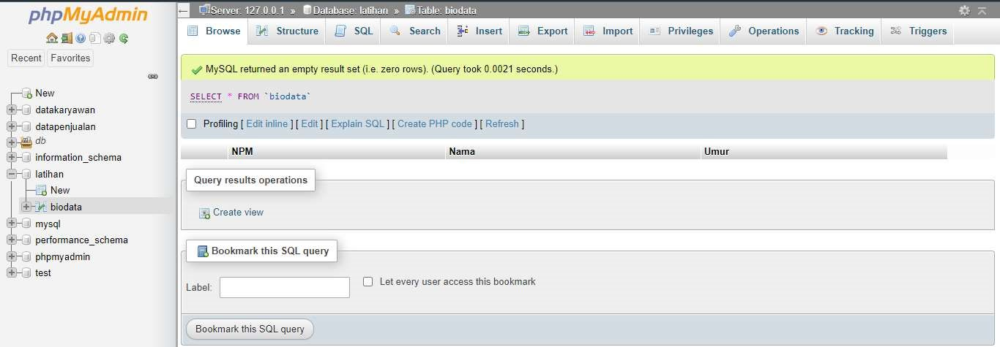 phpMyAdmin
Recent Favorites
New
datakaryawan
datapenjualan
db
information_schema
latihan
New
biodata
mysql
performance_schema
phpmyadmin
test
Server: 127.0.0.1 » Database: latihan » Table: biodata
Browse Structure SQL Search Insert Export Import Privileges Operations Tracking Triggers
MySQL returned an empty result set (i.e. zero rows). (Query took 0.0021 seconds.)
SELECT * FROM `biodata`
Profiling [ Edit inline ] [ Edit ] [ Explain SQL ] [ Create PHP code ] [ Refresh ]
NPM Nama Umur
Query results operations
Create view
Bookmark this SQL query
Label: Let every user access this bookmark
Bookmark this SQL query